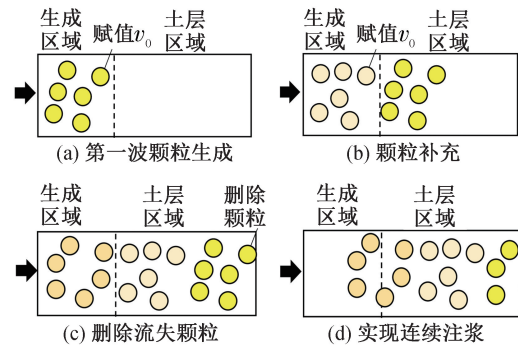 生成
区域
赋值v₀
土层
区域
(a) 第一波颗粒生成
生成
区域
赋值v₀
土层
区域
(b) 颗粒补充
生成
区域
土层
区域
删除
颗粒
(c) 删除流失颗粒
生成
区域
土层
区域
(d) 实现连续注浆